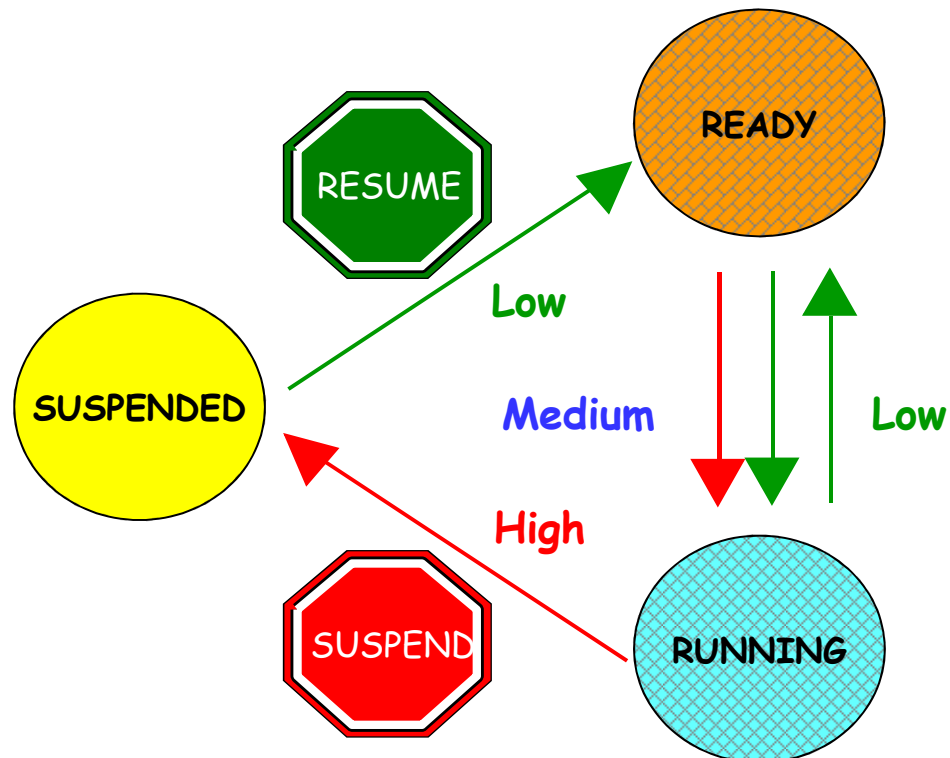 READY
RESUME
Low
SUSPENDED
Medium
Low
High
SUSPEND
RUNNING